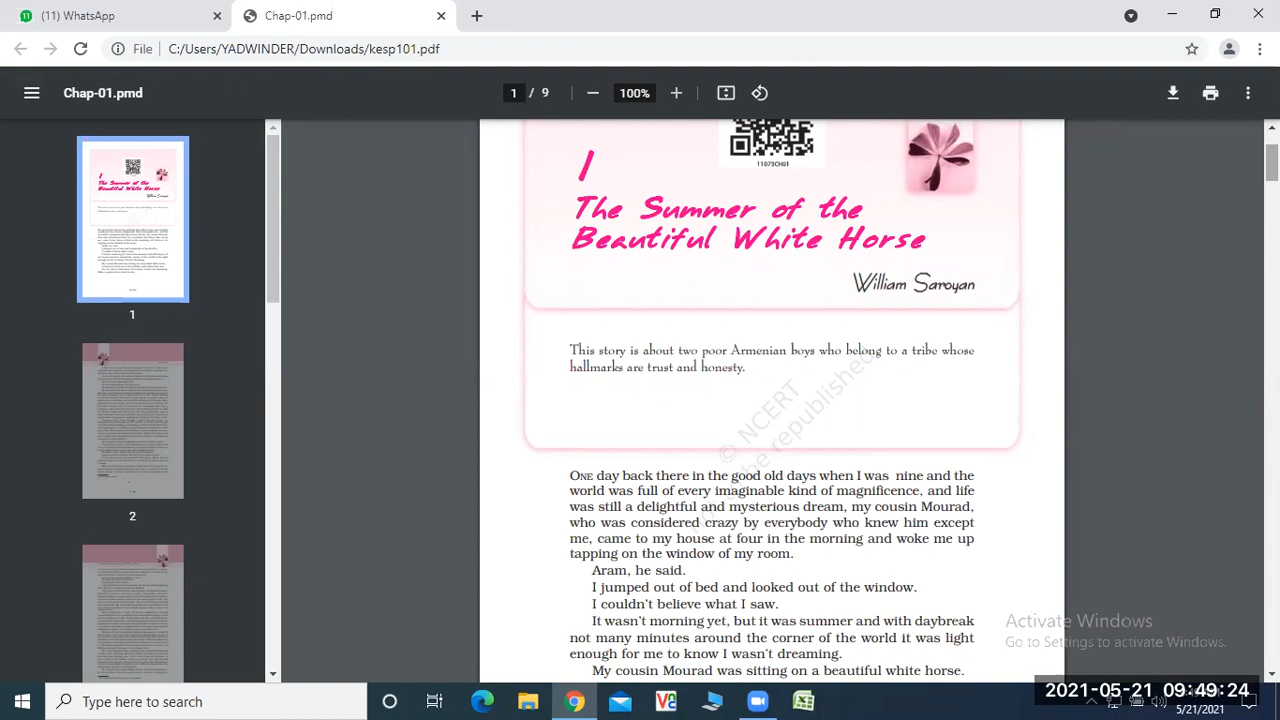 (11) WhatsApp
Chap-01.pmd
File
C:/Users/YADWINDER/Downloads/kesp101.pdf
Chap-01.pmd
1 / 9
100%
11073CH01
1
The Summer of the
Beautiful White Horse
William Saroyan
This story is about two poor Armenian boys who belong to a tribe whose
hallmarks are trust and honesty.
© NCERT
be republished
ONE day back there in the good old days when I was nine and the
world was full of every imaginable kind of magnificence, and life
was still a delightful and mysterious dream, my cousin Mourad,
who was considered crazy by everybody who knew him except
me, came to my house at four in the morning and woke me up
tapping on the window of my room.
Aram, he said.
I jumped out of bed and looked out of the window.
I couldn't believe what I saw.
It wasn't morning yet, but it was summer and with daybreak
not many minutes around the corner of the world it was light
enough for me to know I wasn't dreaming.
My cousin Mourad was sitting on a beautiful white horse.
1
2
Activate Windows
Go to Settings to activate Windows.
Type here to search
2021-05-21 09:49:24
5/21/2021